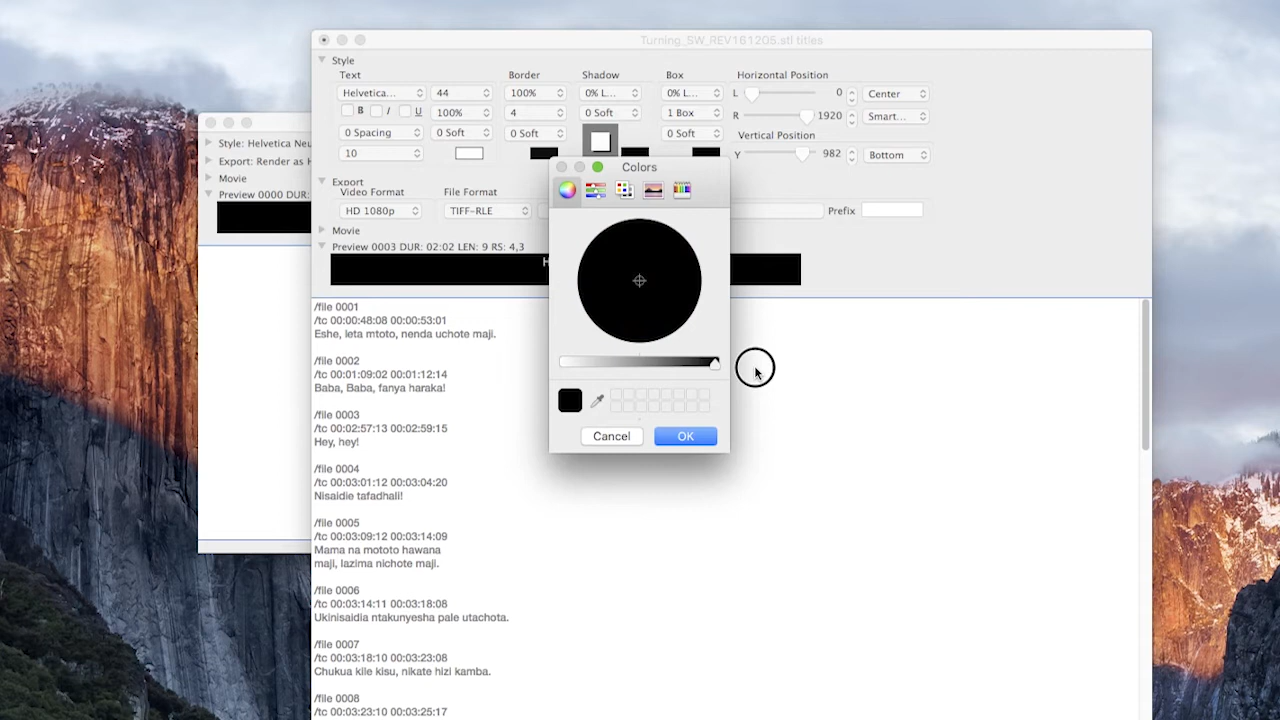 Turning_SW_REV161205.stl titles
Style
Text
Border
Shadow
Box
Horizontal Position
Helvetica...
44
100%
0% L...
0% L...
L
0
Center
B
I
U
100%
4
0 Soft
1 Box
R
1920
Smart...
0 Spacing
0 Soft
0 Soft
0 Soft
Vertical Position
10
Y
982
Bottom
Style: Helvetica Neu
Export: Render as H
Movie
Preview 0000 DUR:
Export
Video Format
File Format
HD 1080p
TIFF-RLE
Prefix
Movie
Preview 0003 DUR: 02:02 LEN: 9 RS: 4,3
H
Colors
Cancel
OK
/file 0001
/tc 00:00:48:08 00:00:53:01
Eshe, leta mtoto, nenda uchote maji.
/file 0002
/tc 00:01:09:02 00:01:12:14
Baba, Baba, fanya haraka!
/file 0003
/tc 00:02:57:13 00:02:59:15
Hey, hey!
/file 0004
/tc 00:03:01:12 00:03:04:20
Nisaidie tafadhali!
/file 0005
/tc 00:03:09:12 00:03:14:09
Mama na mototo hawana
maji, lazima nichote maji.
/file 0006
/tc 00:03:14:11 00:03:18:08
Ukinisaidia ntakunyesha pale utachota.
/file 0007
/tc 00:03:18:10 00:03:23:08
Chukua kile kisu, nikate hizi kamba.
/file 0008
/tc 00:03:23:10 00:03:25:17